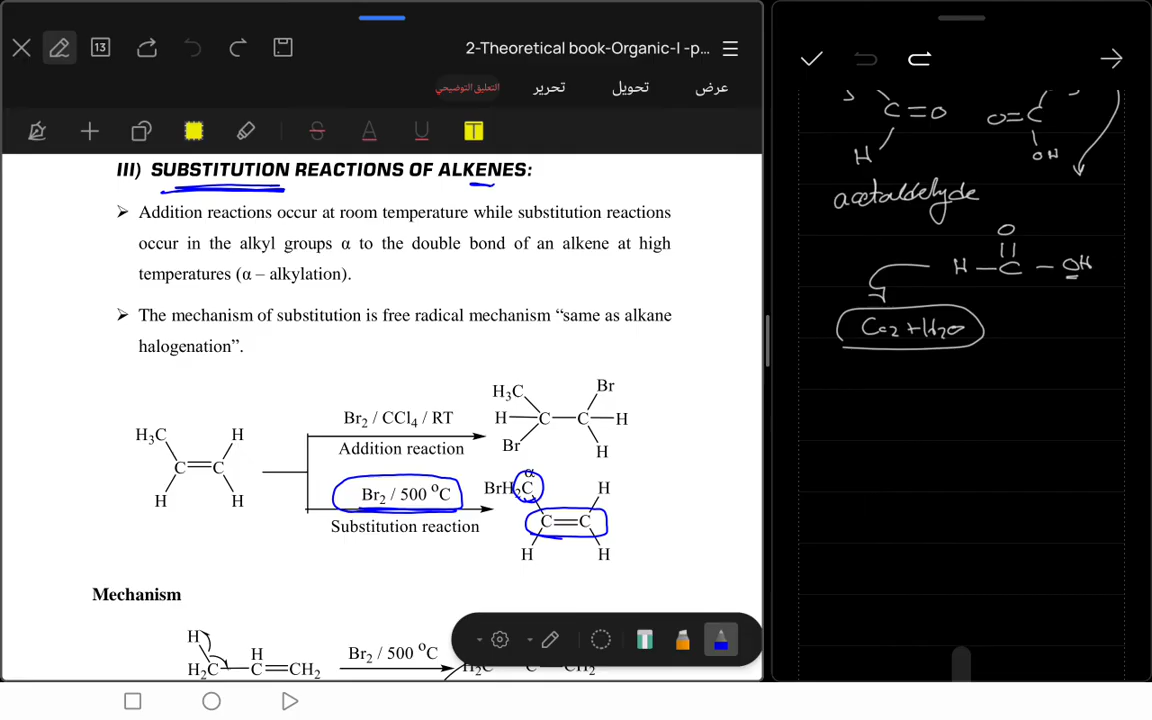 13
2-Theoretical book-Organic-I -p...
التعليق التوضيحي تحرير تحويل عرض
III) SUBSTITUTION REACTIONS OF ALKENES:
➢ Addition reactions occur at room temperature while substitution reactions
occur in the alkyl groups α to the double bond of an alkene at high
temperatures (α – alkylation).
➢ The mechanism of substitution is free radical mechanism “same as alkane
halogenation”.
H₃C H
C=C
H H
Br₂ / CCl₄ / RT
Addition reaction
H₃C Br
H—C—C—H
Br H
Br₂ / 500 °C
Substitution reaction
α
BrH₂C H
C=C
H H
Mechanism
H
H₂C—C=CH₂
H
Br₂ / 500 °C
H₂C C CH₂
C=O
H
O=C
OH
acetaldehyde
O
H—C—OH
Co₂+H₂O